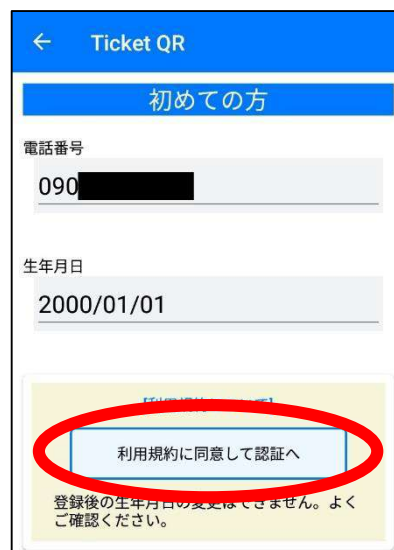 ← Ticket QR
初めての方
電話番号
090
生年月日
2000/01/01
利用規約に同意して認証へ
登録後の生年月日の変更はできません。よく
ご確認ください。